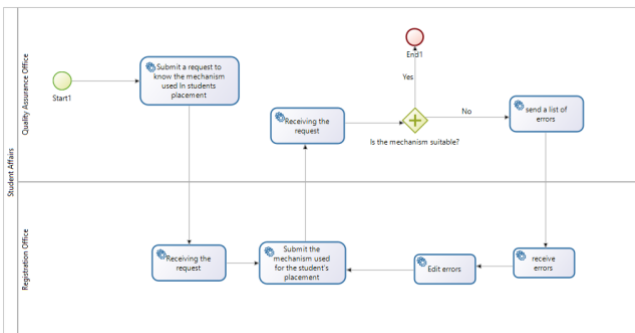 Student Affairs
Quality Assurance Office
Registration Office
Start1
Submit a request to
know the mechanism
used in students
placement
End1
Yes
Receiving the
request
Is the mechanism suitable?
No
send a list of
errors
Receiving the
request
Submit the
mechanism used
for the student's
placement
Edit errors
receive
errors